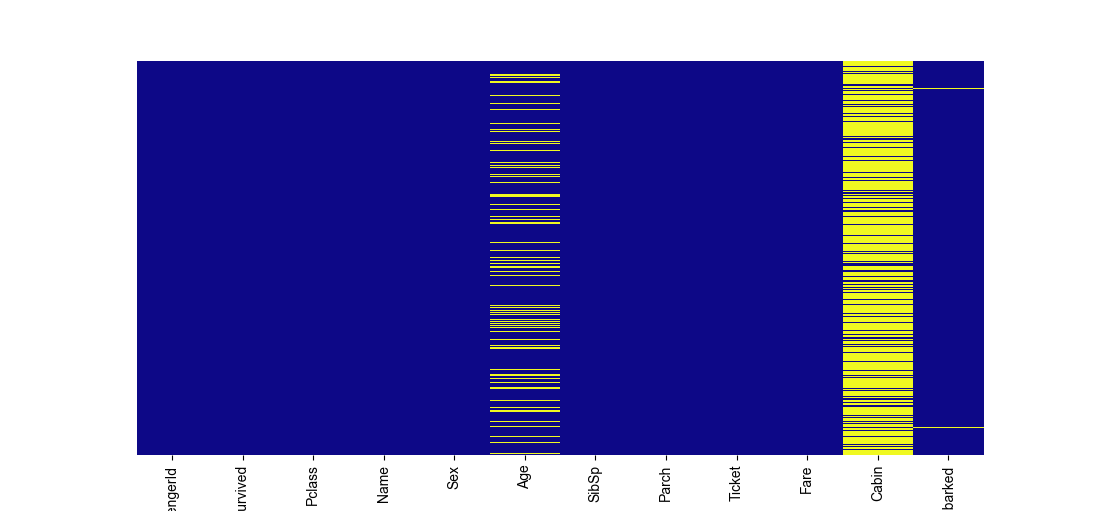 engerId
urvived
Pclass
Name
Sex
Age
SibSp
Parch
Ticket
Fare
Cabin
barked